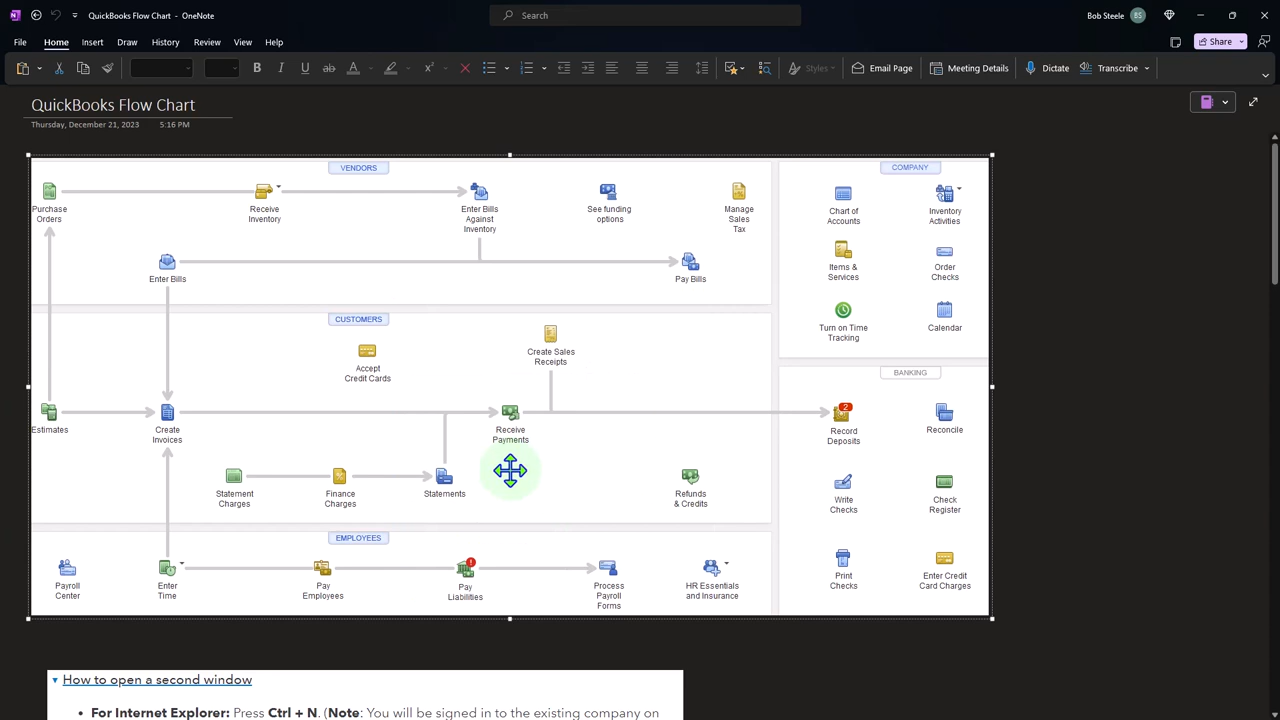 QuickBooks Flow Chart - OneNote
Search
Bob Steele
BS
File
Home
Insert
Draw
History
Review
View
Help
Share
B
I
U
ab
A
Styles
Email Page
Meeting Details
Dictate
Transcribe
QuickBooks Flow Chart
Thursday, December 21, 2023
5:16 PM
VENDORS
Purchase
Orders
Receive
Inventory
Enter Bills
Against
Inventory
See funding
options
Manage
Sales
Tax
Enter Bills
Pay Bills
COMPANY
Chart of
Accounts
Inventory
Activities
Items &
Services
Order
Checks
Turn on Time
Tracking
Calendar
CUSTOMERS
Accept
Credit Cards
Create Sales
Receipts
Estimates
Create
Invoices
Receive
Payments
Statement
Charges
Finance
Charges
Statements
Refunds
& Credits
BANKING
2
Record
Deposits
Reconcile
Write
Checks
Check
Register
Print
Checks
Enter Credit
Card Charges
EMPLOYEES
Payroll
Center
Enter
Time
Pay
Employees
Pay
Liabilities
Process
Payroll
Forms
HR Essentials
and Insurance
How to open a second window
• For Internet Explorer: Press Ctrl + N. (Note: You will be signed in to the existing company on